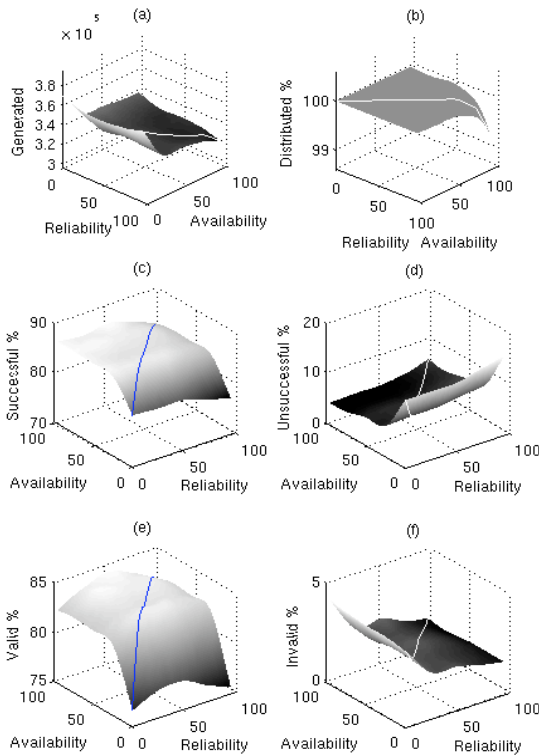 (a)
× 10
5
3.8
3.6
3.4
3.2
3
Generated
0
50
100
Reliability
0
50
100
Availability
(b)
100
99
Distributed %
0
50
100
Reliability
0
50
100
Availability
(c)
90
80
70
Successful %
100
50
0
Availability
0
50
100
Reliability
(d)
20
10
0
Unsuccessful %
100
50
0
Availability
0
50
100
Reliability
(e)
85
80
75
Valid %
100
50
0
Availability
0
50
100
Reliability
(f)
5
0
Invalid %
100
50
0
Availability
0
50
100
Reliability